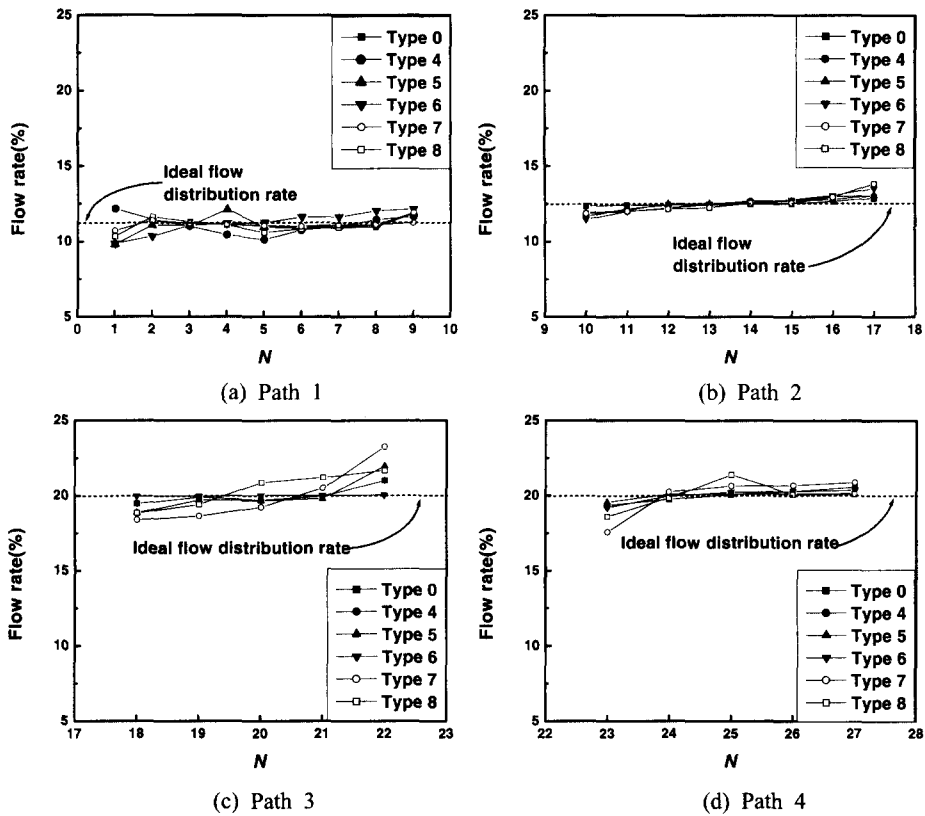 25
20
15
10
5
Flow rate(%)
Type 0
Type 4
Type 5
Type 6
Type 7
Type 8
Ideal flow
distribution rate
0 1 2 3 4 5 6 7 8 9 10
N
(a) Path 1
25
20
15
10
5
Flow rate(%)
Type 0
Type 4
Type 5
Type 6
Type 7
Type 8
Ideal flow
distribution rate
9 10 11 12 13 14 15 16 17 18
N
(b) Path 2
25
20
15
10
5
Flow rate(%)
Ideal flow distribution rate
Type 0
Type 4
Type 5
Type 6
Type 7
Type 8
17 18 19 20 21 22 23
N
(c) Path 3
25
20
15
10
5
Flow rate(%)
Ideal flow distribution rate
Type 0
Type 4
Type 5
Type 6
Type 7
Type 8
22 23 24 25 26 27 28
N
(d) Path 4